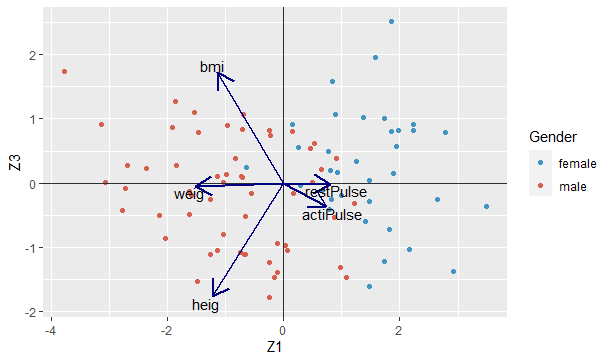 bmi
weig
restPulse
actiPulse
heig
Z3
2
1
0
-1
-2
-4
-2
0
2
Z1
Gender
female
male